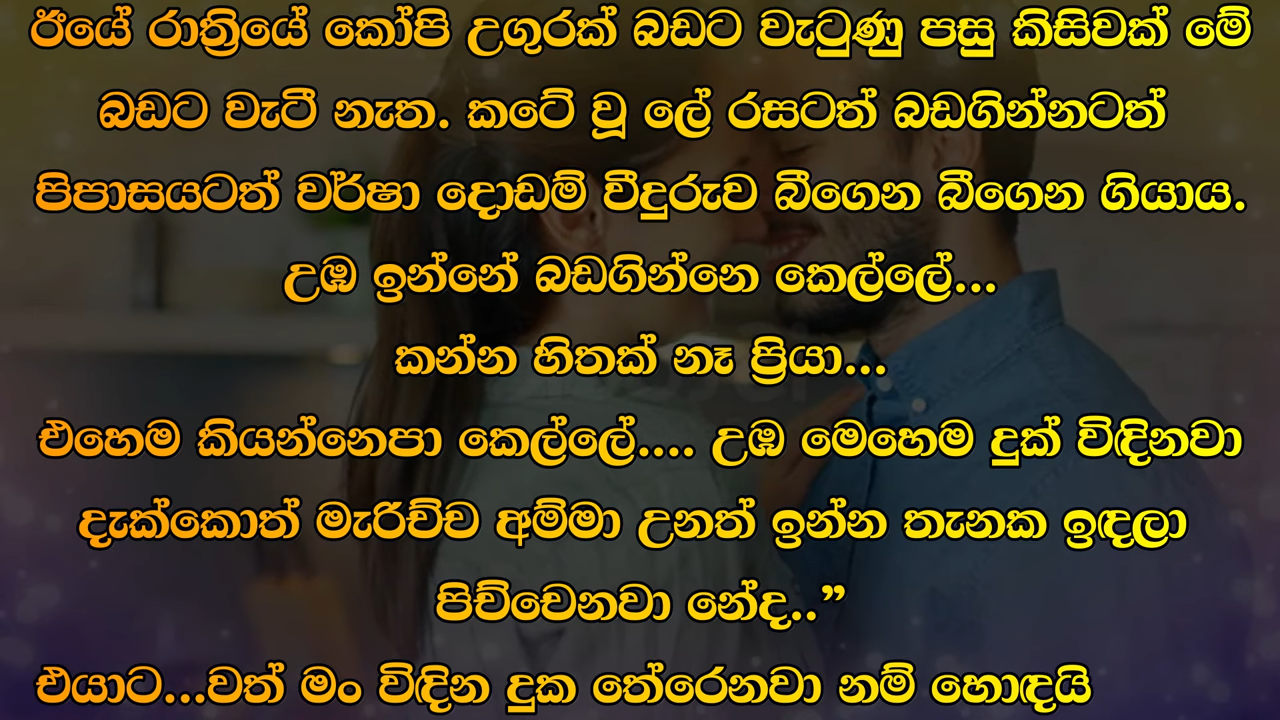 ඊයේ රාත්‍රියේ කෝපි උගුරක් බඩට වැටුණු පසු කිසිවක් මේ
බඩට වැටී නැත. කටේ වූ ලේ රසටත් බඩගින්නටත්
පිපාසයටත් වර්ෂා දොඩම් වීදුරුව බීගෙන බීගෙන ගියාය.
උඹ ඉන්නේ බඩගින්නෙ කෙල්ලේ...
කන්න හිතක් නෑ ප්‍රියා...
එහෙම කියන්නෙපා කෙල්ලේ.... උඹ මෙහෙම දුක් විඳිනවා
දැක්කොත් මැරිච්ච අම්මා උනත් ඉන්න තැනක ඉඳලා
පිච්චෙනවා නේද..”
එයාට...වත් මං විඳින දුක තේරෙනවා නම් හොඳයි